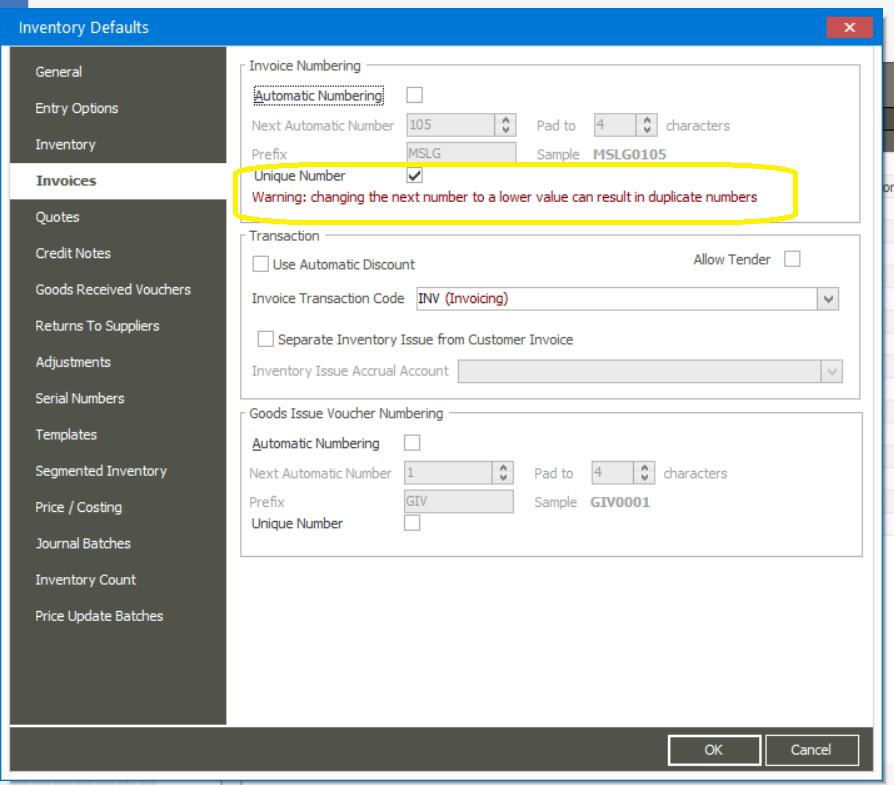 Inventory Defaults
General
Entry Options
Inventory
Invoices
Quotes
Credit Notes
Goods Received Vouchers
Returns To Suppliers
Adjustments
Serial Numbers
Templates
Segmented Inventory
Price / Costing
Journal Batches
Inventory Count
Price Update Batches
Invoice Numbering
Automatic Numbering
Next Automatic Number 105 Pad to 4 characters
Prefix MSLG Sample MSLG0105
Unique Number
Warning: changing the next number to a lower value can result in duplicate numbers
Transaction
Use Automatic Discount Allow Tender
Invoice Transaction Code INV (Invoicing)
Separate Inventory Issue from Customer Invoice
Inventory Issue Accrual Account
Goods Issue Voucher Numbering
Automatic Numbering
Next Automatic Number 1 Pad to 4 characters
Prefix GIV Sample GIV0001
Unique Number
OK Cancel